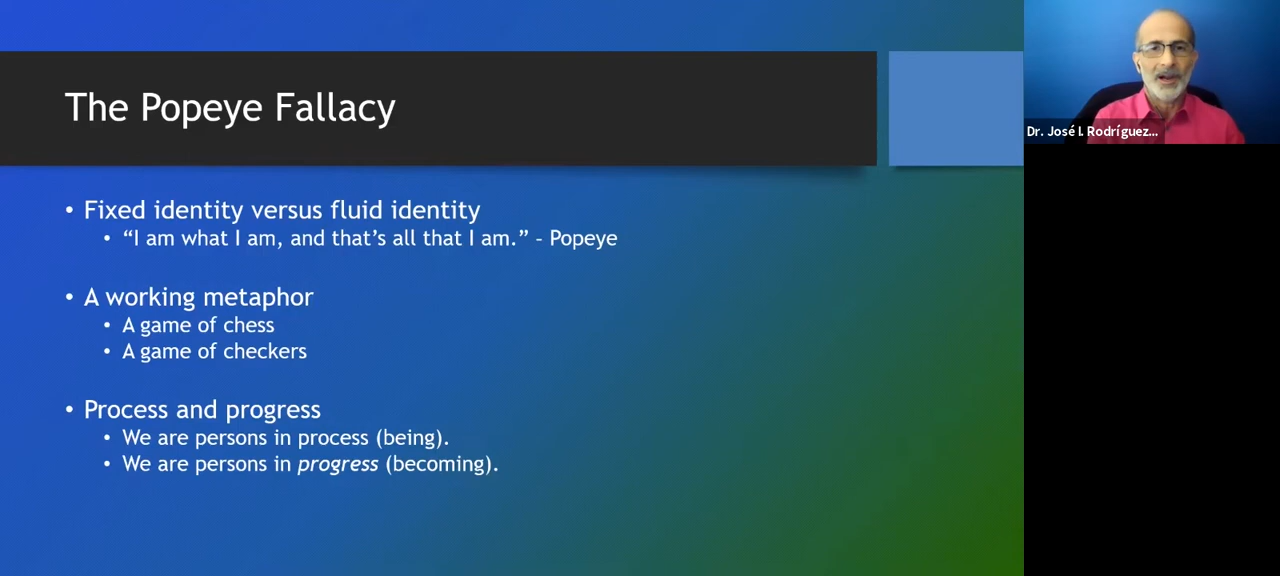 The Popeye Fallacy
Dr. José I. Rodríguez...
• Fixed identity versus fluid identity
• “I am what I am, and that’s all that I am.” - Popeye
• A working metaphor
• A game of chess
• A game of checkers
• Process and progress
• We are persons in process (being).
• We are persons in progress (becoming).